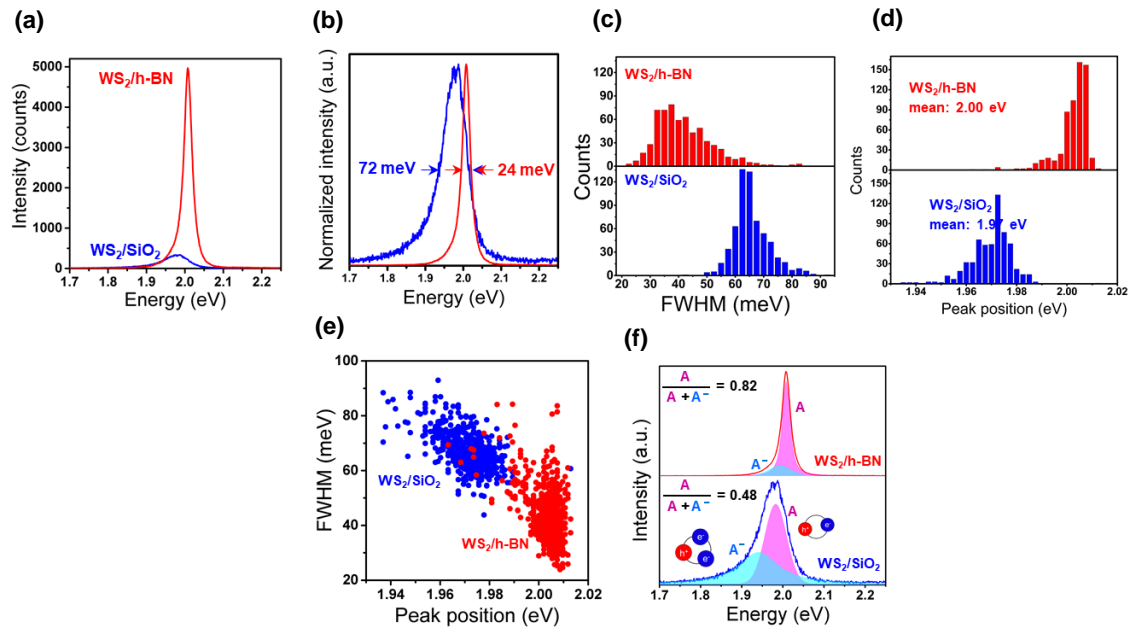 (a)
Intensity (counts)
5000
4000
3000
2000
1000
0
WS₂/h-BN
WS₂/SiO₂
1.7 1.8 1.9 2.0 2.1 2.2
Energy (eV)
(b)
Normalized intensity (a.u.)
72 meV
24 meV
1.7 1.8 1.9 2.0 2.1 2.2
Energy (eV)
(c)
Counts
120
90
60
30
0
WS₂/h-BN
120
90
60
30
0
WS₂/SiO₂
20 30 40 50 60 70 80 90
FWHM (meV)
(d)
Counts
150
120
90
60
30
0
WS₂/h-BN
mean: 2.00 eV
150
120
90
60
30
0
WS₂/SiO₂
mean: 1.97 eV
1.94 1.96 1.98 2.00 2.02
Peak position (eV)
(e)
FWHM (meV)
100
80
60
40
20
WS₂/SiO₂
WS₂/h-BN
1.94 1.96 1.98 2.00 2.02
Peak position (eV)
(f)
Intensity (a.u.)
A
A + A⁻
= 0.82
A
A⁻
WS₂/h-BN
A
A + A⁻
= 0.48
A
A⁻
e⁻
h⁺
e⁻
h⁺
e⁻
WS₂/SiO₂
1.7 1.8 1.9 2.0 2.1 2.2
Energy (eV)